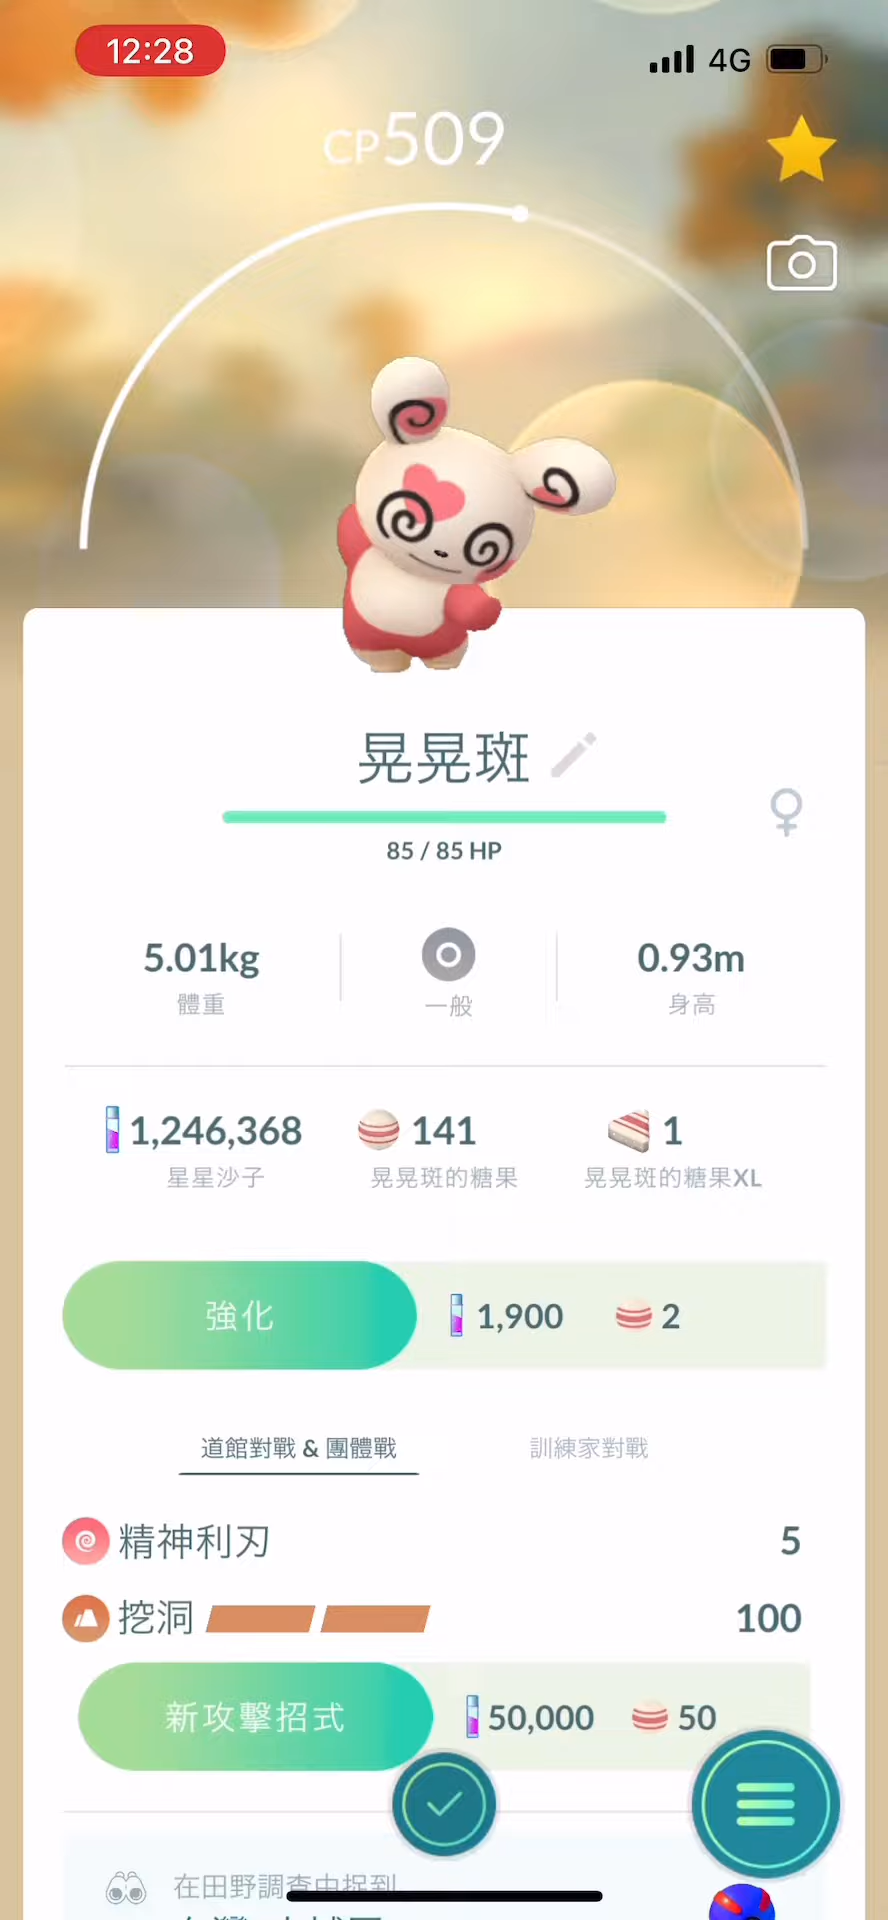 12:28
4G
CP509
晃晃斑
85 / 85 HP
5.01kg
體重
一般
0.93m
身高
1,246,368
星星沙子
141
晃晃斑的糖果
1
晃晃斑的糖果XL
強化
1,900
2
道館對戰 & 團體戰
訓練家對戰
精神利刃
5
挖洞
100
新攻擊招式
50,000
50
在田野調查中捉到